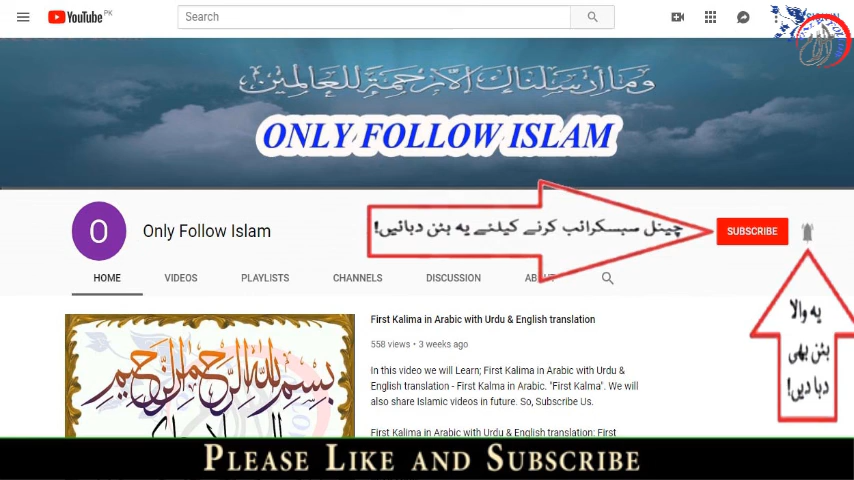 YouTube PK
Search
وما ارسلناك الا رحمة للعالمين
ONLY FOLLOW ISLAM
O
Only Follow Islam
چینل سبسکرائب کرنے کیلئے یہ بٹن دبائیں!
SUBSCRIBE
HOME VIDEOS PLAYLISTS CHANNELS DISCUSSION
یہ والا
بٹن بھی
دبا دیں!
First Kalima in Arabic with Urdu & English translation
558 views • 3 weeks ago
In this video we will Learn; First Kalima in Arabic with Urdu &
English translation - First Kalma in Arabic. "First Kalma". We will
also share Islamic videos in future. So, Subscribe Us.
First Kalima in Arabic with Urdu & English translation: First
بسم الله الرحمن الرحيم
PLEASE LIKE AND SUBSCRIBE